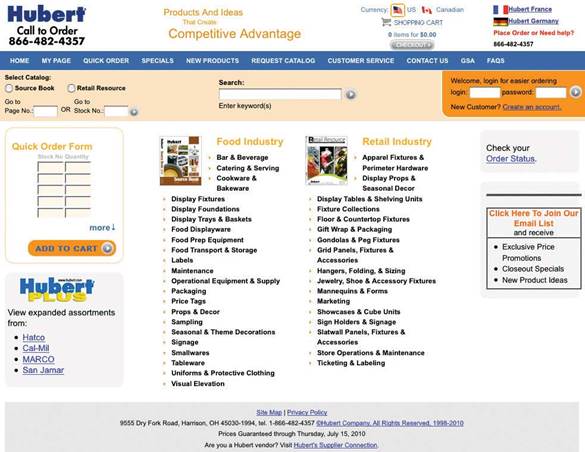 Hubert
Call to Order
866-482-4357
Products And Ideas
That Create
Competitive Advantage
Currency: US Canadian
SHOPPING CART
0 items for $0.00
CHECKOUT
Hubert France
Hubert Germany
Place Order or Need help?
866-482-4357
HOME MY PAGE QUICK ORDER SPECIALS NEW PRODUCTS REQUEST CATALOG CUSTOMER SERVICE CONTACT US GSA FAQS
Select Catalog:
Source Book Retail Resource
Go to
Page No.:
OR
Go to
Stock No.:
Search:
Enter keyword(s)
Welcome, login for easier ordering
login: password:
New Customer? Create an account.
Quick Order Form
Stock No Quantity
more↓
ADD TO CART
Hubert
PLUS
View expanded assortments
from:
Hatco
Cal-Mil
MARCO
San Jamar
Hubert
Source Book
Food Industry
Bar & Beverage
Catering & Serving
Cookware &
Bakeware
Display Fixtures
Display Foundations
Display Trays & Baskets
Food Displayware
Food Prep Equipment
Food Transport & Storage
Labels
Maintenance
Operational Equipment & Supply
Packaging
Price Tags
Props & Decor
Sampling
Seasonal & Theme Decorations
Signage
Smallwares
Tableware
Uniforms & Protective Clothing
Visual Elevation
Retail Resource
Retail Industry
Apparel Fixtures &
Perimeter Hardware
Display Props &
Seasonal Decor
Display Tables & Shelving Units
Fixture Collections
Floor & Countertop Fixtures
Gift Wrap & Packaging
Gondolas & Peg Fixtures
Grid Panels, Fixtures &
Accessories
Hangers, Folding, & Sizing
Jewelry, Shoe & Accessory Fixtures
Mannequins & Forms
Marketing
Showcases & Cube Units
Sign Holders & Signage
Slatwall Panels, Fixtures &
Accessories
Store Operations & Maintenance
Ticketing & Labeling
Check your
Order Status.
Click Here To Join Our
Email List
and receive
Exclusive Price
Promotions
Closeout Specials
New Product Ideas
Site Map | Privacy Policy
9555 Dry Fork Road, Harrison, OH 45030-1994, tel. 1-866-482-4357 ©Hubert Company, All Rights Reserved, 1998-2010
Prices Guaranteed through Thursday, July 15, 2010
Are you a Hubert vendor? Visit Hubert's Supplier Connection.